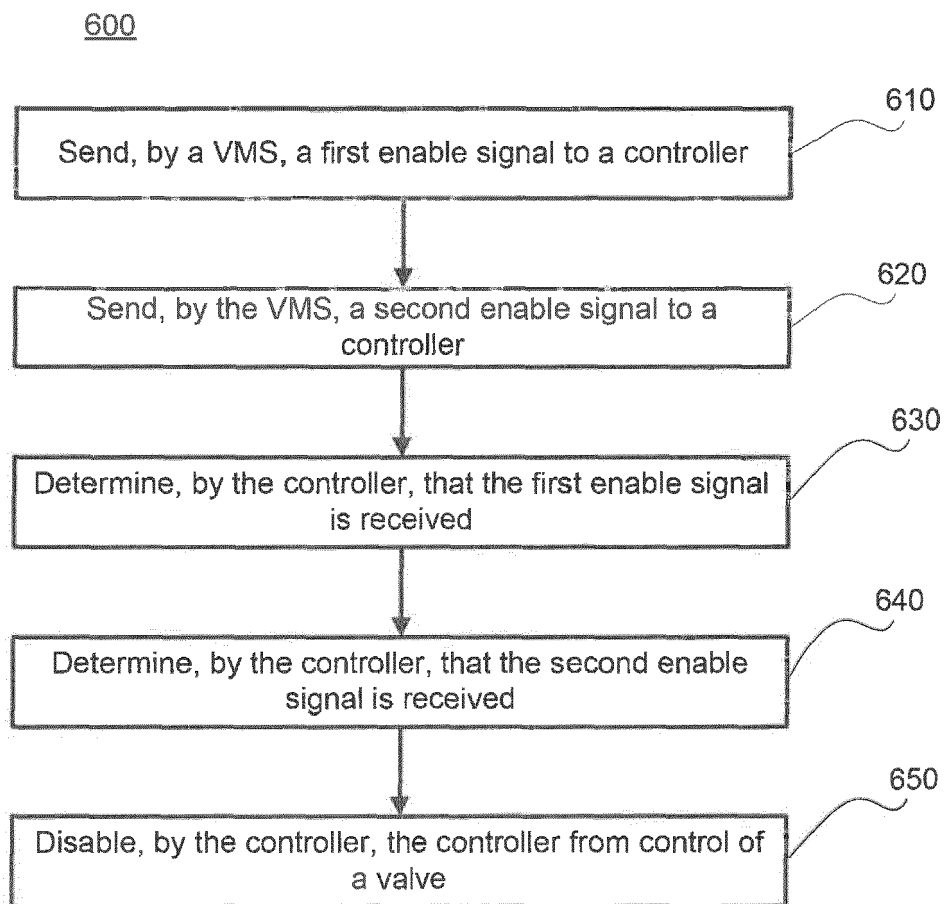 600
610
Send, by a VMS, a first enable signal to a controller
620
Send, by the VMS, a second enable signal to a
controller
630
Determine, by the controller, that the first enable signal
is received
640
Determine, by the controller, that the second enable
signal is received
650
Disable, by the controller, the controller from control of
a valve